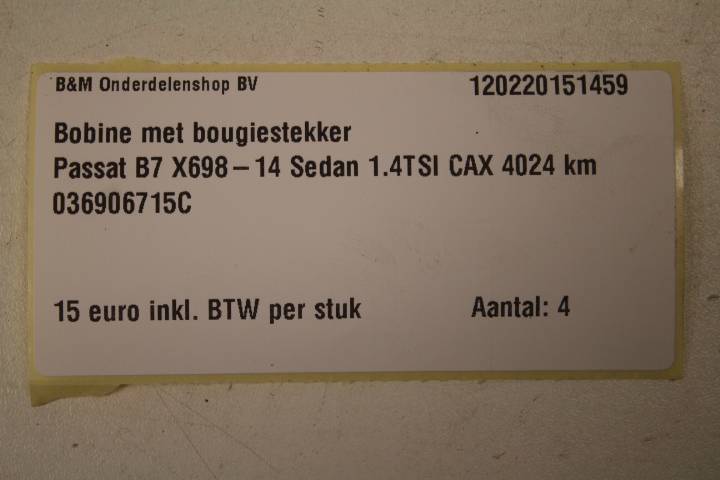 B&M Onderdelenshop BV 120220151459
Bobine met bougiestekker
Passat B7 X698-14 Sedan 1.4TSI CAX 4024 km
036906715C
15 euro inkl. BTW per stuk Aantal: 4